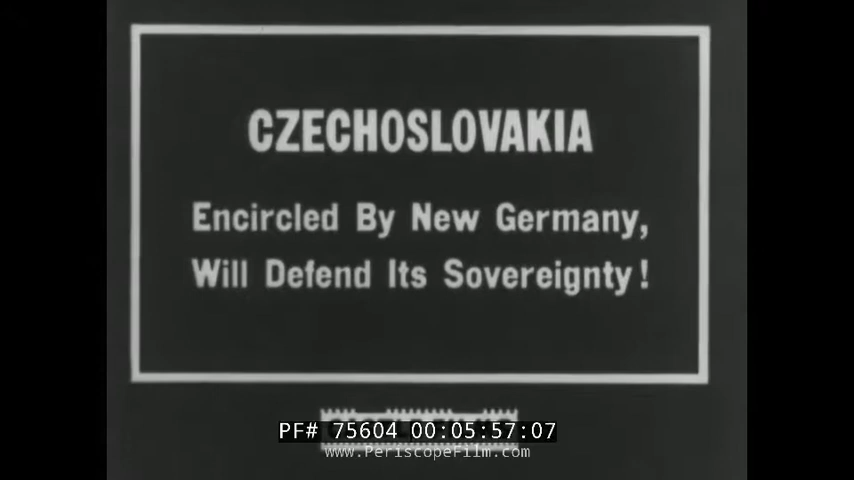 CZECHOSLOVAKIA
Encircled By New Germany,
Will Defend Its Sovereignty!
PF# 75604 00:05:57:07
www.PeriscopeFilm.com